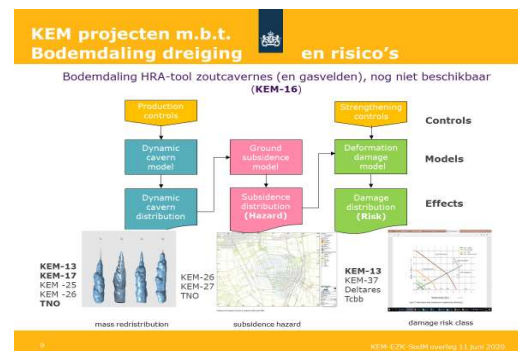 KEM projecten m.b.t.
Bodemdaling dreiging en risico's
Bodemdaling HRA-tool zoutcavernes (en gasvelden), nog niet beschikbaar
(KEM-16)
Production controls
Strengthening controls
Controls
Dynamic cavern model
Ground subsidence model
Deformation damage model
Models
Dynamic cavern distribution
Subsidence distribution (Hazard)
Damage distribution (Risk)
Effects
KEM-13
KEM-17
KEM -25
KEM -26
TNO
KEM-26
KEM-27
TNO
KEM-13
KEM-37
Deltares
Tcbb
mass redristribution
subsidence hazard
damage risk class
9
KEM-EZK-SodM overleg 11 juni 2020